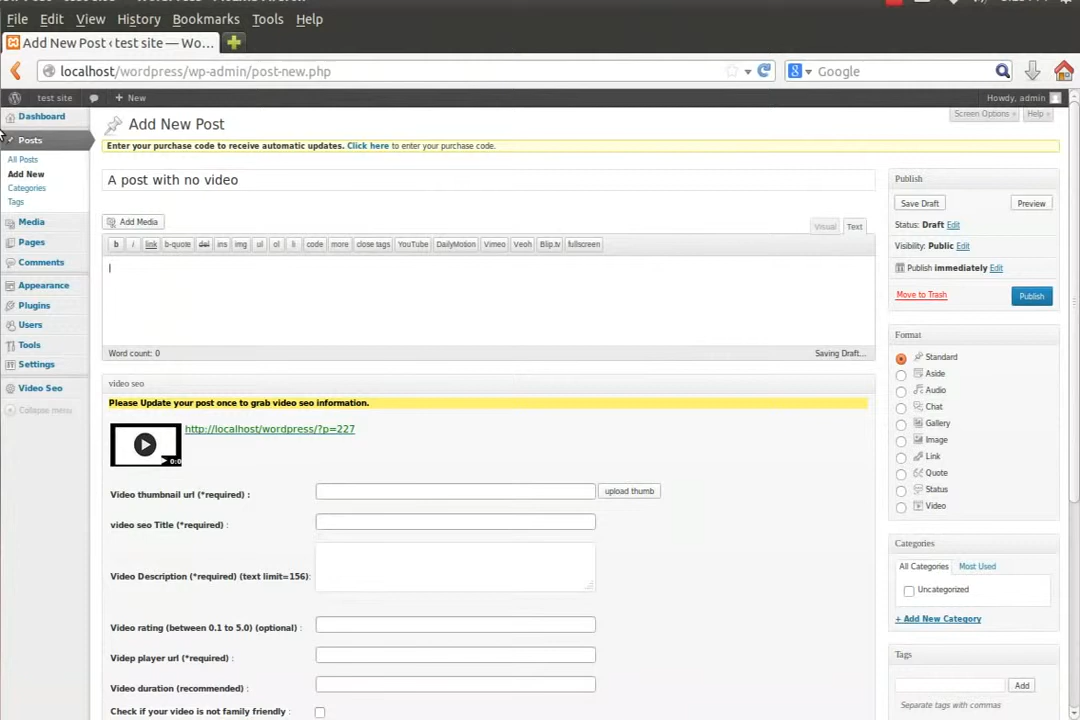 File Edit View History Bookmarks Tools Help
Add New Post ‹ test site — Wo...
localhost/wordpress/wp-admin/post-new.php
Google
test site
New
Howdy, admin
Dashboard
Posts
All Posts
Add New
Categories
Tags
Media
Pages
Comments
Appearance
Plugins
Users
Tools
Settings
Video Seo
Collapse menu
Screen Options
Help
Add New Post
Enter your purchase code to receive automatic updates. Click here to enter your purchase code.
A post with no video
Add Media
Visual Text
b i link b-quote del ins img ul ol li code more close tags YouTube DailyMotion Vimeo Veoh Blip.tv fullscreen
Word count: 0
Saving Draft...
video seo
Please Update your post once to grab video seo information.
http://localhost/wordpress/?p=227
0:0
Video thumbnail url (*required) :
upload thumb
video seo Title (*required) :
Video Description (*required) (text limit=156):
Video rating (between 0.1 to 5.0) (optional) :
Videp player url (*required) :
Video duration (recommended) :
Check if your video is not family friendly :
Publish
Save Draft
Preview
Status: Draft Edit
Visibility: Public Edit
Publish immediately Edit
Move to Trash
Publish
Format
Standard
Aside
Audio
Chat
Gallery
Image
Link
Quote
Status
Video
Categories
All Categories Most Used
Uncategorized
+ Add New Category
Tags
Add
Separate tags with commas